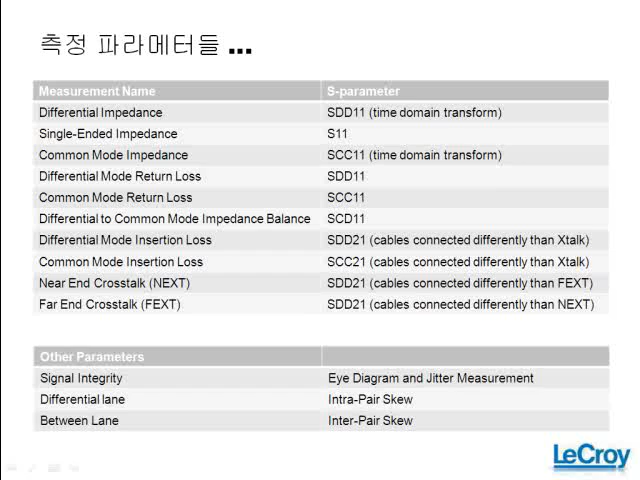 측정 파라메터들 ...
Measurement Name S-parameter
Differential Impedance SDD11 (time domain transform)
Single-Ended Impedance S11
Common Mode Impedance SCC11 (time domain transform)
Differential Mode Return Loss SDD11
Common Mode Return Loss SCC11
Differential to Common Mode Impedance Balance SCD11
Differential Mode Insertion Loss SDD21 (cables connected differently than Xtalk)
Common Mode Insertion Loss SCC21 (cables connected differently than Xtalk)
Near End Crosstalk (NEXT) SDD21 (cables connected differently than FEXT)
Far End Crosstalk (FEXT) SDD21 (cables connected differently than NEXT)
Other Parameters
Signal Integrity Eye Diagram and Jitter Measurement
Differential lane Intra-Pair Skew
Between Lane Inter-Pair Skew
LeCroy